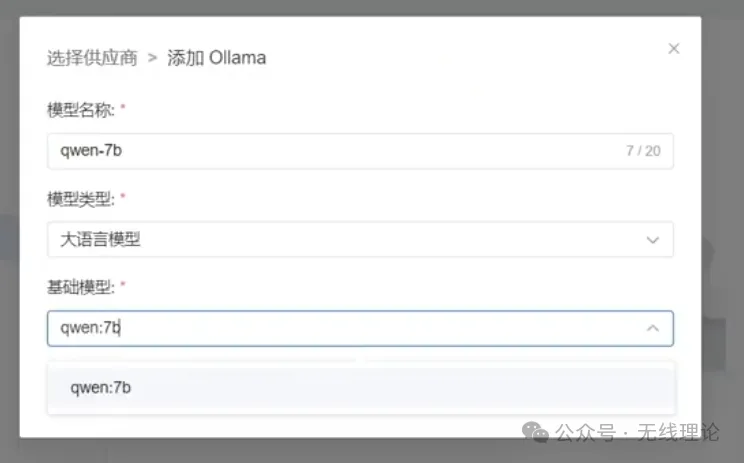 选择供应商 > 添加 Ollama
模型名称: *
qwen-7b
7 / 20
模型类型: *
大语言模型
基础模型: *
qwen:7b
qwen:7b
公众号 · 无线理论